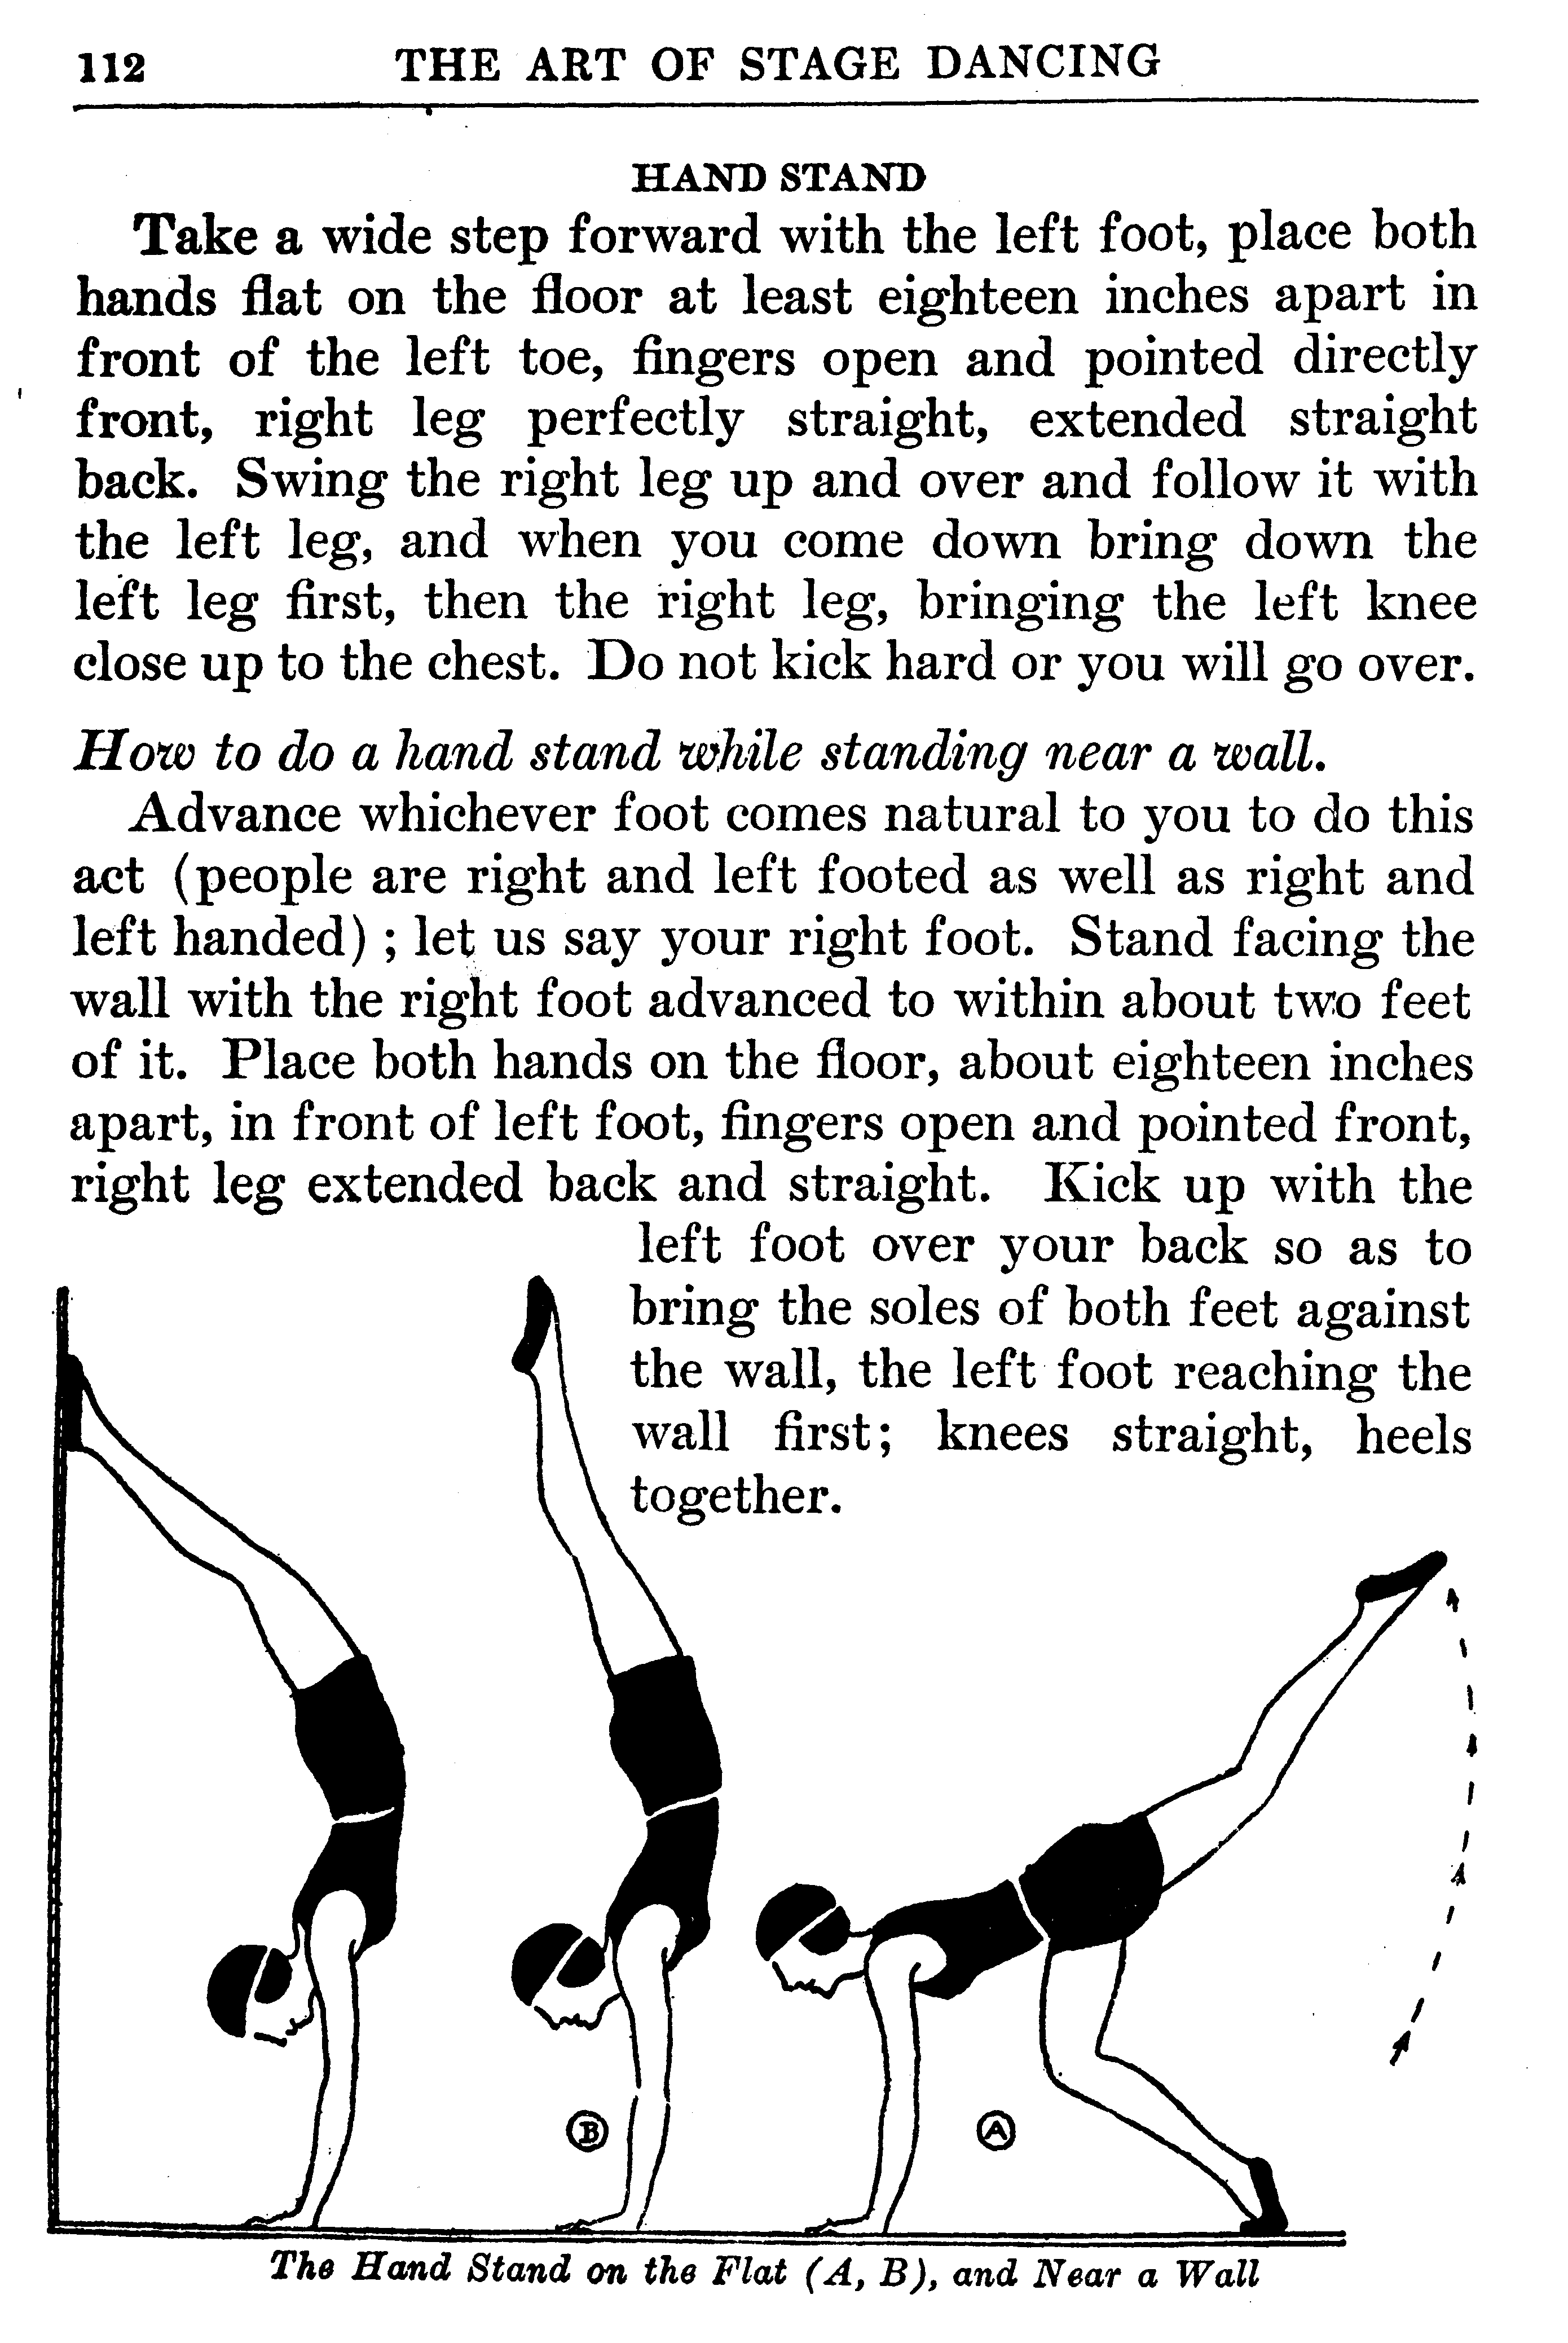 112 THE ART OF STAGE DANCING
HAND STAND
Take a wide step forward with the left foot, place both
hands flat on the floor at least eighteen inches apart in
front of the left toe, fingers open and pointed directly
front, right leg perfectly straight, extended straight
back. Swing the right leg up and over and follow it with
the left leg, and when you come down bring down the
left leg first, then the right leg, bringing the left knee
close up to the chest. Do not kick hard or you will go over.
How to do a hand stand while standing near a wall.
Advance whichever foot comes natural to you to do this
act (people are right and left footed as well as right and
left handed) ; let us say your right foot. Stand facing the
wall with the right foot advanced to within about two feet
of it. Place both hands on the floor, about eighteen inches
apart, in front of left foot, fingers open and pointed front,
right leg extended back and straight. Kick up with the
left foot over your back so as to
bring the soles of both feet against
the wall, the left foot reaching the
wall first; knees straight, heels
together.
B
A
The Hand Stand on the Flat (A, B), and Near a Wall